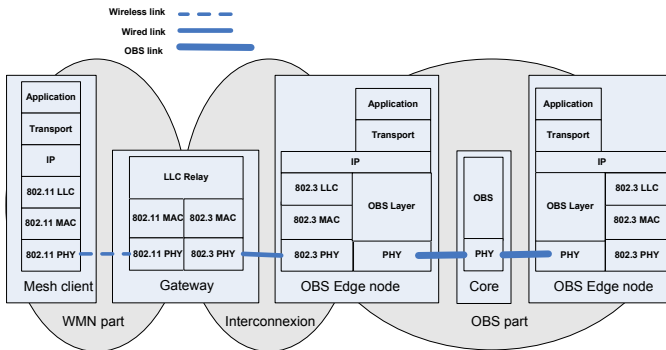 Wireless link
Wired link
OBS link
Application
Transport
IP
802.11 LLC
802.11 MAC
802.11 PHY
Mesh client
LLC Relay
802.11 MAC 802.3 MAC
802.11 PHY 802.3 PHY
Gateway
Application
Transport
IP
802.3 LLC
802.3 MAC
OBS Layer
802.3 PHY PHY
OBS Edge node
OBS
PHY
Core
Application
Transport
IP
OBS Layer
802.3 LLC
802.3 MAC
PHY 802.3 PHY
OBS Edge node
WMN part
Interconnexion
OBS part